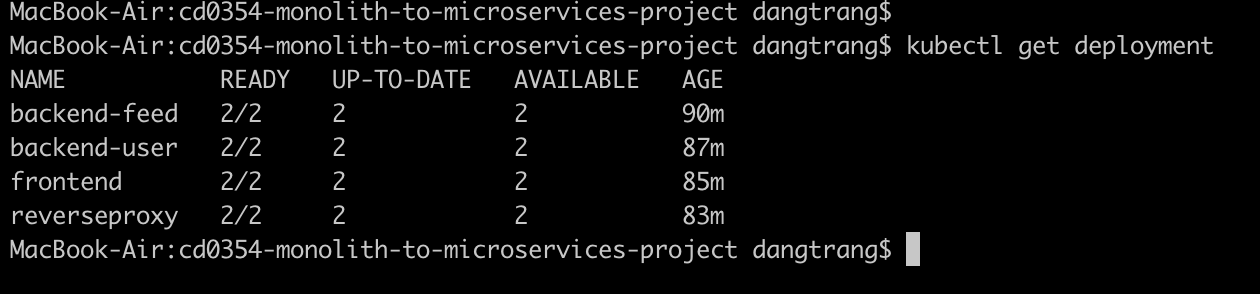 MacBook-Air:cd0354-monolith-to-microservices-project dangtrang$
MacBook-Air:cd0354-monolith-to-microservices-project dangtrang$ kubectl get deployment
NAME READY UP-TO-DATE AVAILABLE AGE
backend-feed 2/2 2 2 90m
backend-user 2/2 2 2 87m
frontend 2/2 2 2 85m
reverseproxy 2/2 2 2 83m
MacBook-Air:cd0354-monolith-to-microservices-project dangtrang$